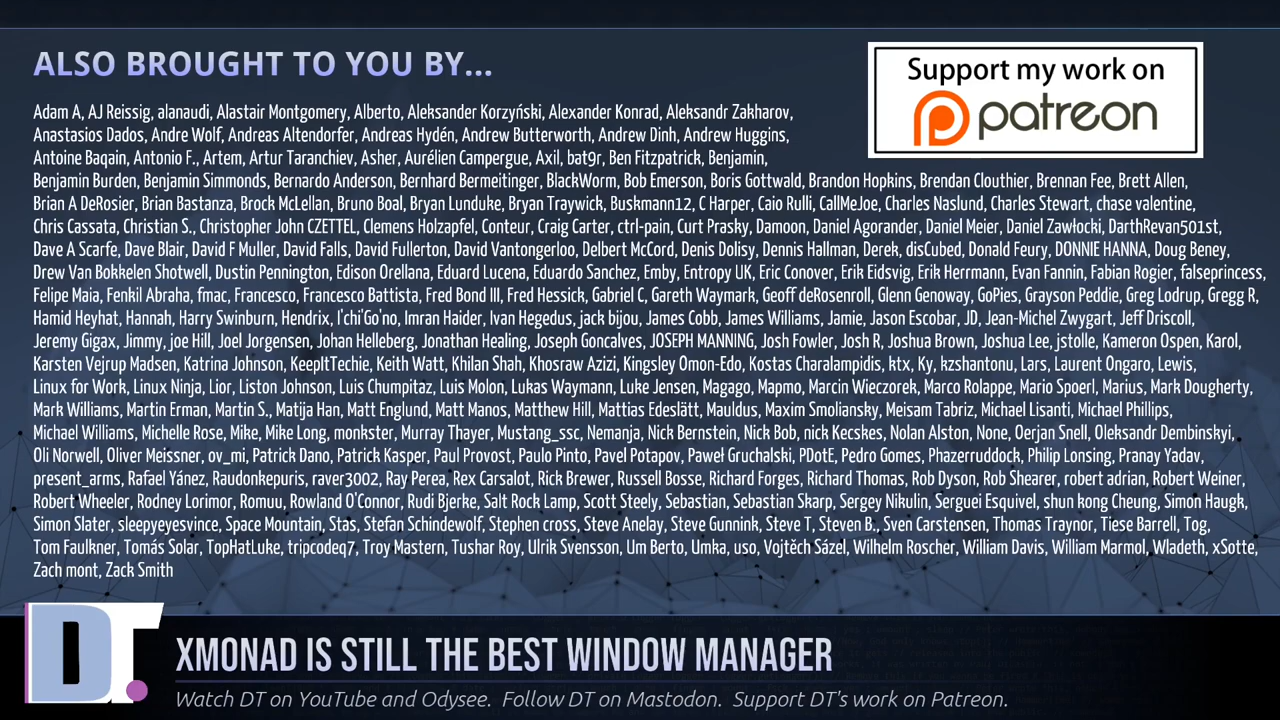 ALSO BROUGHT TO YOU BY...
Support my work on
patreon
Adam A, AJ Reissig, alanaudi, Alastair Montgomery, Alberto, Aleksander Korzyński, Alexander Konrad, Aleksandr Zakharov,
Anastasios Dados, Andre Wolf, Andreas Altendorfer, Andreas Hydén, Andrew Butterworth, Andrew Dinh, Andrew Huggins,
Antoine Baqain, Antonio F., Artem, Artur Taranchiev, Asher, Aurélien Campergue, Axil, bat9r, Ben Fitzpatrick, Benjamin,
Benjamin Burden, Benjamin Simmonds, Bernardo Anderson, Bernhard Bermeitinger, BlackWorm, Bob Emerson, Boris Gottwald, Brandon Hopkins, Brendan Clouthier, Brennan Fee, Brett Allen,
Brian A DeRosier, Brian Bastanza, Brock McLellan, Bruno Boal, Bryan Lunduke, Bryan Traywick, Buskmann12, C Harper, Caio Rulli, CallMeJoe, Charles Naslund, Charles Stewart, chase valentine,
Chris Cassata, Christian S., Christopher John CZETTEL, Clemens Holzapfel, Conteur, Craig Carter, ctrl-pain, Curt Prasky, Damoon, Daniel Agorander, Daniel Meier, Daniel Zawłocki, DarthRevan501st,
Dave A Scarfe, Dave Blair, David F Muller, David Falls, David Fullerton, David Vantongerloo, Delbert McCord, Denis Dolisy, Dennis Hallman, Derek, disCubed, Donald Feury, DONNIE HANNA, Doug Beney,
Drew Van Bokkelen Shotwell, Dustin Pennington, Edison Orellana, Eduard Lucena, Eduardo Sanchez, Emby, Entropy UK, Eric Conover, Erik Eidsvig, Erik Herrmann, Evan Fannin, Fabian Rogier, falseprincess,
Felipe Maia, Fenkil Abraha, fmac, Francesco, Francesco Battista, Fred Bond III, Fred Hessick, Gabriel C, Gareth Waymark, Geoff deRosenroll, Glenn Genoway, GoPies, Grayson Peddie, Greg Lodrup, Gregg R,
Hamid Heyhat, Hannah, Harry Swinburn, Hendrix, I'chi'Go'no, Imran Haider, Ivan Hegedus, jack bijou, James Cobb, James Williams, Jamie, Jason Escobar, JD, Jean-Michel Zwygart, Jeff Driscoll,
Jeremy Gigax, Jimmy, joe Hill, Joel Jorgensen, Johan Helleberg, Jonathan Healing, Joseph Goncalves, JOSEPH MANNING, Josh Fowler, Josh R, Joshua Brown, Joshua Lee, jstolle, Kameron Ospen, Karol,
Karsten Vejrup Madsen, Katrina Johnson, KeepItTechie, Keith Watt, Khilan Shah, Khosraw Azizi, Kingsley Omon-Edo, Kostas Charalampidis, ktx, Ky, kzshantonu, Lars, Laurent Ongaro, Lewis,
Linux for Work, Linux Ninja, Lior, Liston Johnson, Luis Chumpitaz, Luis Molon, Lukas Waymann, Luke Jensen, Magago, Mapmo, Marcin Wieczorek, Marco Rolappe, Mario Spoerl, Marius, Mark Dougherty,
Mark Williams, Martin Erman, Martin S., Matija Han, Matt Englund, Matt Manos, Matthew Hill, Mattias Edeslätt, Mauldus, Maxim Smoliansky, Meisam Tabriz, Michael Lisanti, Michael Phillips,
Michael Williams, Michelle Rose, Mike, Mike Long, monkster, Murray Thayer, Mustang_ssc, Nemanja, Nick Bernstein, Nick Bob, nick Kecskes, Nolan Alston, None, Oerjan Snell, Oleksandr Dembinskyi,
Oli Norwell, Oliver Meissner, ov_mi, Patrick Dano, Patrick Kasper, Paul Provost, Paulo Pinto, Pavel Potapov, Paweł Gruchalski, PDotE, Pedro Gomes, Phazerruddock, Philip Lonsing, Pranay Yadav,
present_arms, Rafael Yánez, Raudonkepuris, raver3002, Ray Perea, Rex Carsalot, Rick Brewer, Russell Bosse, Richard Forges, Richard Thomas, Rob Dyson, Rob Shearer, robert adrian, Robert Weiner,
Robert Wheeler, Rodney Lorimor, Romuu, Rowland O'Connor, Rudi Bjerke, Salt Rock Lamp, Scott Steely, Sebastian, Sebastian Skarp, Sergey Nikulin, Serguei Esquivel, shun kong Cheung, Simon Haugk,
Simon Slater, sleepyeyesvince, Space Mountain, Stas, Stefan Schindewolf, Stephen cross, Steve Anelay, Steve Gunnink, Steve T, Steven B., Sven Carstensen, Thomas Traynor, Tiese Barrell, Tog,
Tom Faulkner, Tomás Solar, TopHatLuke, tripcodeq7, Troy Mastern, Tushar Roy, Ulrik Svensson, Um Berto, Umka, uso, Vojtěch Sázel, Wilhelm Roscher, William Davis, William Marmol, Wladeth, xSotte,
Zach mont, Zack Smith
DT
XMONAD IS STILL THE BEST WINDOW MANAGER
Watch DT on YouTube and Odysee. Follow DT on Mastodon. Support DT's work on Patreon.